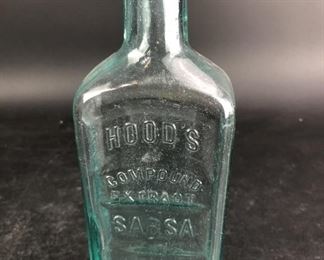 HOOD'S
COMPOUND
EXTRACT
SARSA